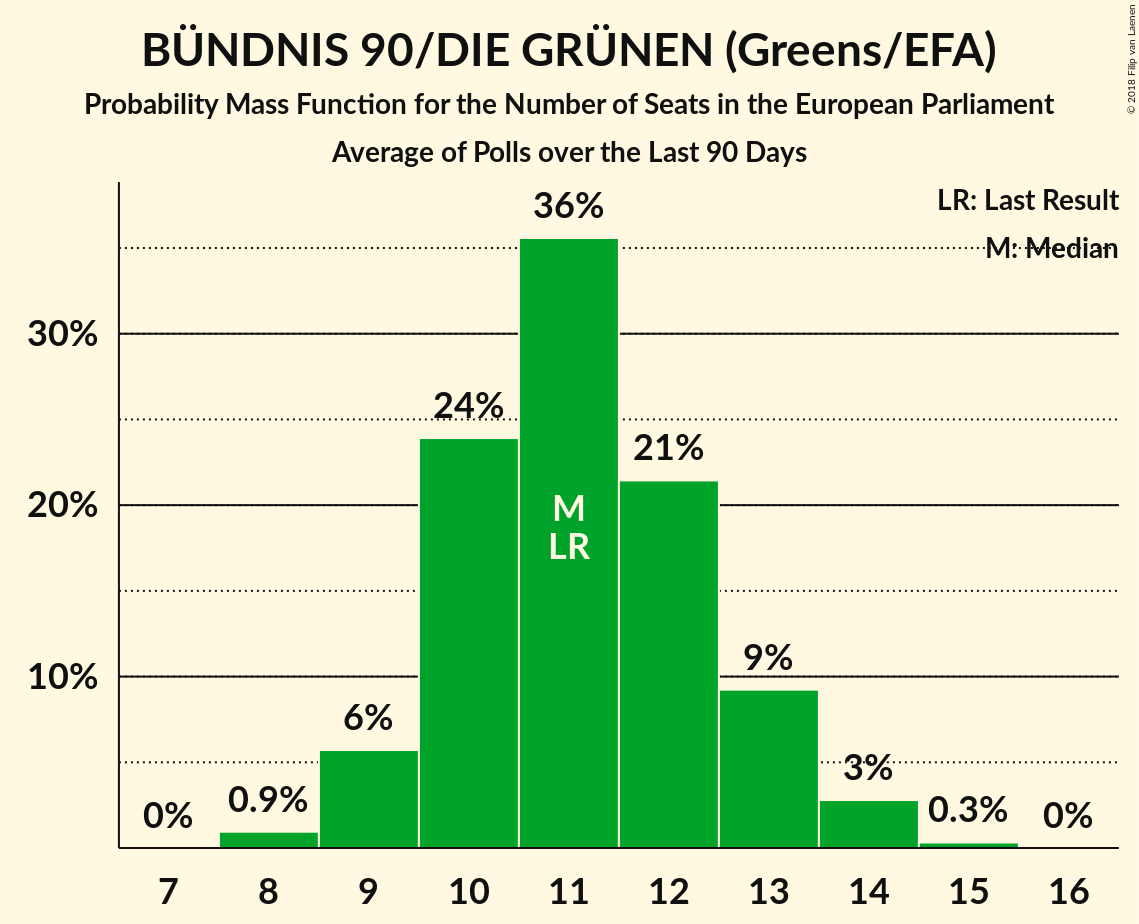 BÜNDNIS 90/DIE GRÜNEN (Greens/EFA)
Probability Mass Function for the Number of Seats in the European Parliament
Average of Polls over the Last 90 Days
© 2018 Filip van Laenen
LR: Last Result
M: Median
36%
30%
24%
21%
20%
M
LR
10%
9%
6%
3%
0.9%
0.3%
0%
0%
7 8 9 10 11 12 13 14 15 16